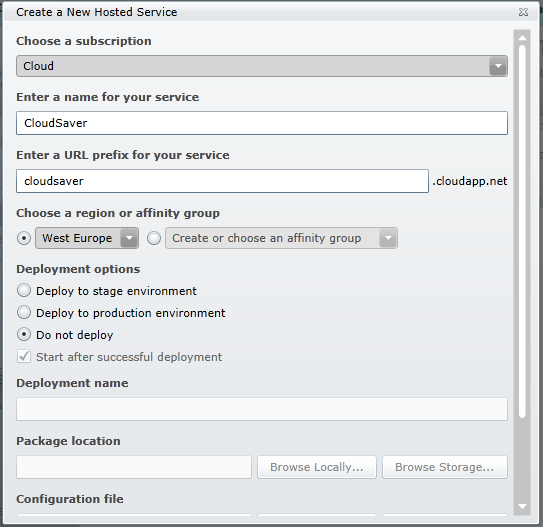 Create a New Hosted Service
Choose a subscription
Cloud
Enter a name for your service
CloudSaver
Enter a URL prefix for your service
cloudsaver .cloudapp.net
Choose a region or affinity group
West Europe Create or choose an affinity group
Deployment options
Deploy to stage environment
Deploy to production environment
Do not deploy
Start after successful deployment
Deployment name
Package location
Browse Locally... Browse Storage...
Configuration file